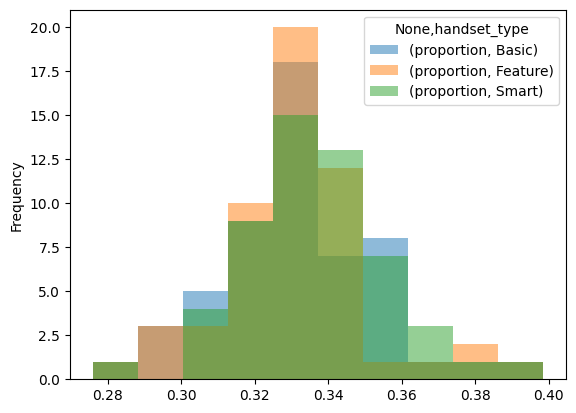 None,handset_type
(proportion, Basic)
(proportion, Feature)
(proportion, Smart)
Frequency
20.0
17.5
15.0
12.5
10.0
7.5
5.0
2.5
0.0
0.28 0.30 0.32 0.34 0.36 0.38 0.40